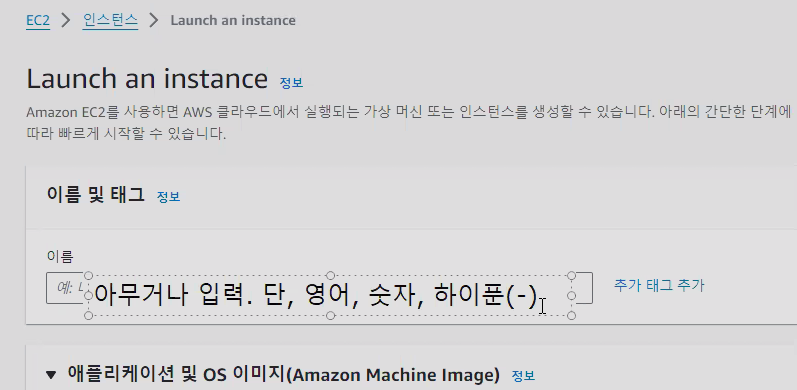 EC2 > 인스턴스 > Launch an instance
Launch an instance 정보
Amazon EC2를 사용하면 AWS 클라우드에서 실행되는 가상 머신 또는 인스턴스를 생성할 수 있습니다. 아래의 간단한 단계에
따라 빠르게 시작할 수 있습니다.
이름 및 태그 정보
이름
예: 아무거나 입력. 단, 영어, 숫자, 하이푼(-) 추가 태그 추가
▼ 애플리케이션 및 OS 이미지(Amazon Machine Image) 정보